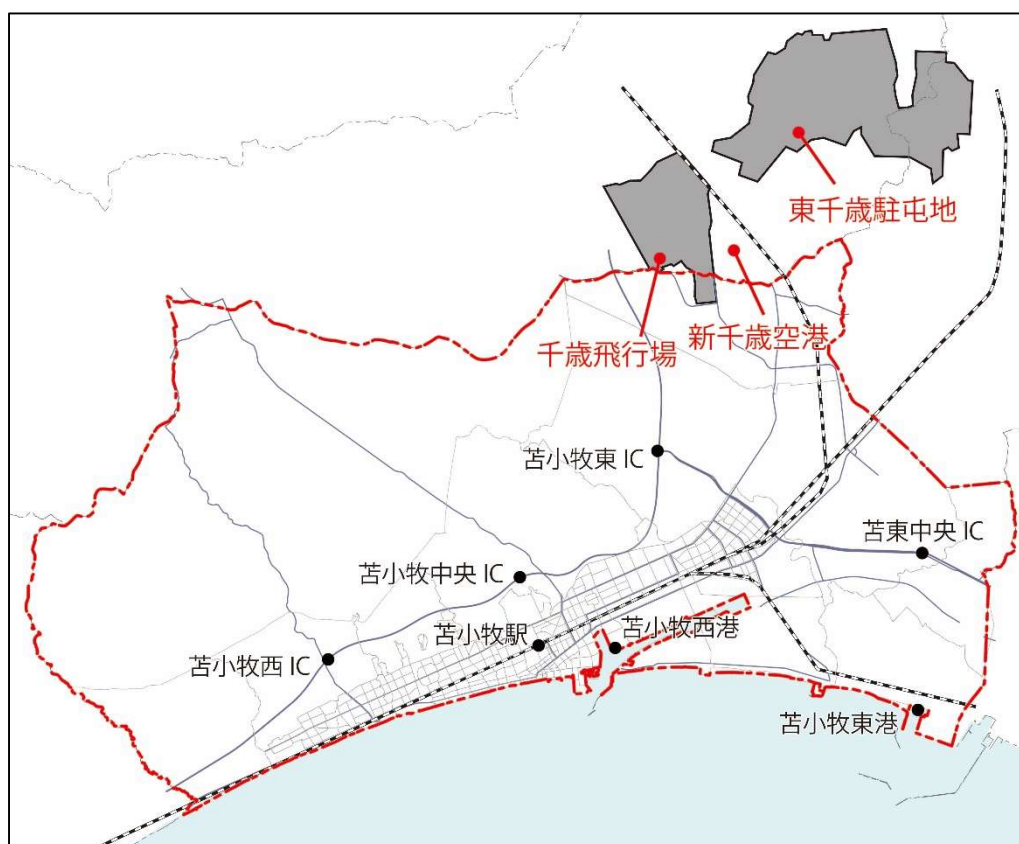 東千歳駐屯地
新千歳空港
千歳飛行場
苫小牧東 IC
苫東中央 IC
苫小牧中央 IC
苫小牧駅
苫小牧西港
苫小牧西 IC
苫小牧東港